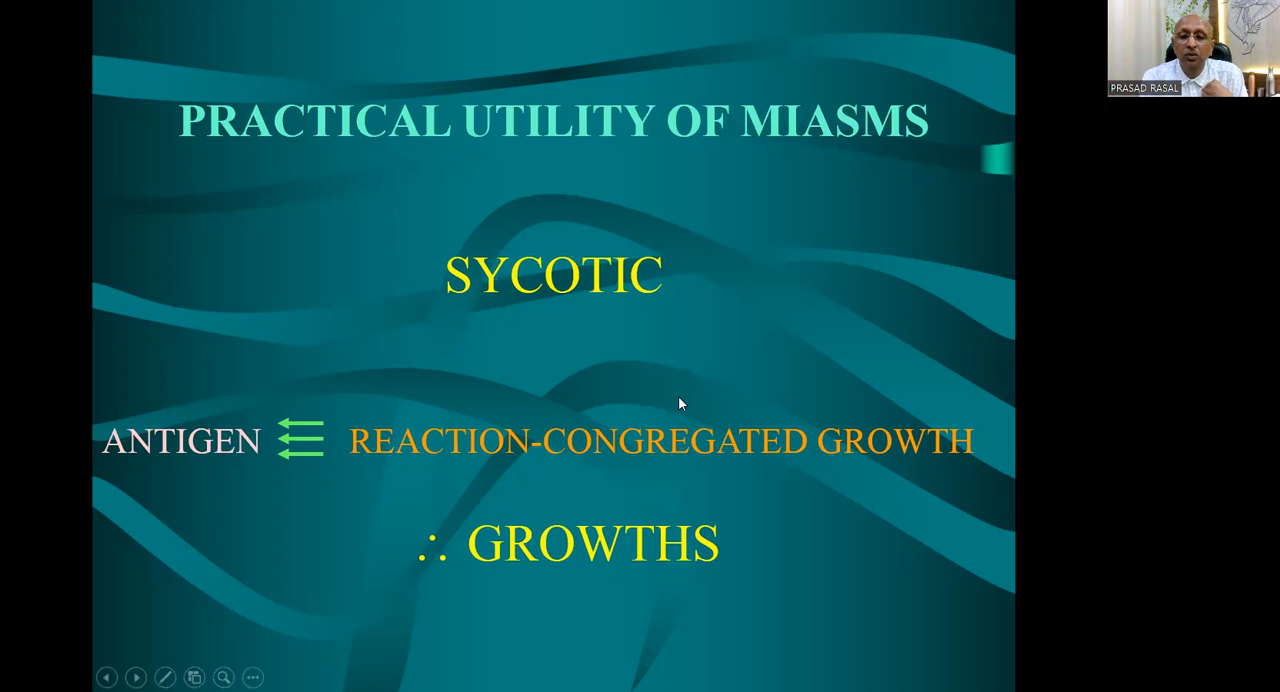 PRACTICAL UTILITY OF MIASMS
SYCOTIC
ANTIGEN REACTION-CONGREGATED GROWTH
∴ GROWTHS
PRASAD RASAL